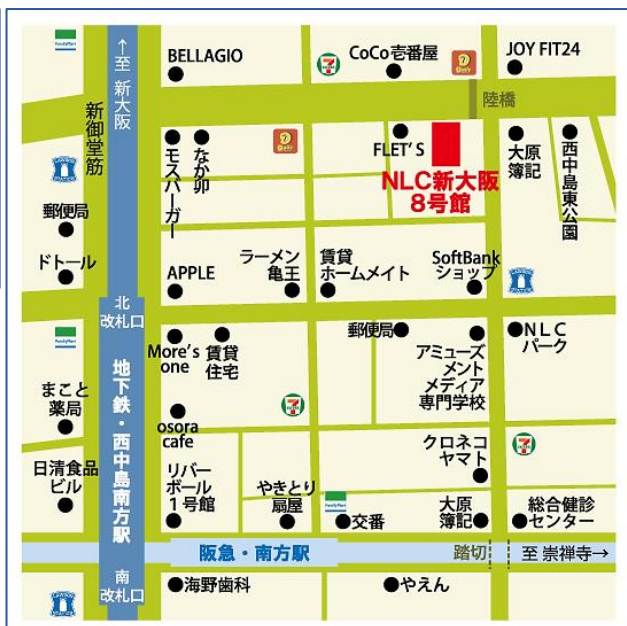 FamilyMart
↑至 新大阪
新御堂筋
BELLAGIO
CoCo壱番屋
JOY FIT24
陸橋
モスバーガー
なか卯
FLET'S
NLC新大阪
8号館
大原
簿記
西中島東公園
郵便局
ドトール
APPLE
ラーメン
亀王
賃貸
ホームメイト
SoftBank
ショップ
北
改札口
FamilyMart
More's
one
賃貸
住宅
郵便局
アミューズ
メント
メディア
専門学校
NLC
パーク
地下鉄・西中島南方駅
まこと
薬局
osora
cafe
クロネコ
ヤマト
日清食品
ビル
リバー
ボール
1号館
やきとり
扇屋
FamilyMart
交番
大原
簿記
総合健診
センター
阪急・南方駅
踏切
至 崇禅寺→
南
改札口
海野歯科
やえん